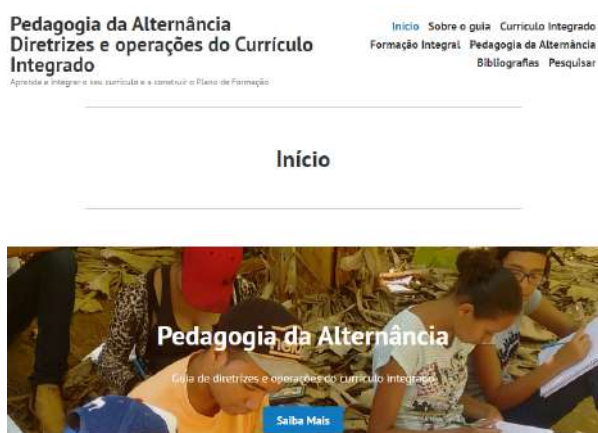 Pedagogia da Alternância
Diretrizes e operações do Currículo
Integrado
Aprenda a integrar o seu currículo e a construir o Plano de Formação
Início Sobre o guia Currículo Integrado
Formação Integral Pedagogia da Alternância
Bibliografias Pesquisar
Início
Pedagogia da Alternância
Guia de diretrizes e operações do currículo integrado
Saiba Mais